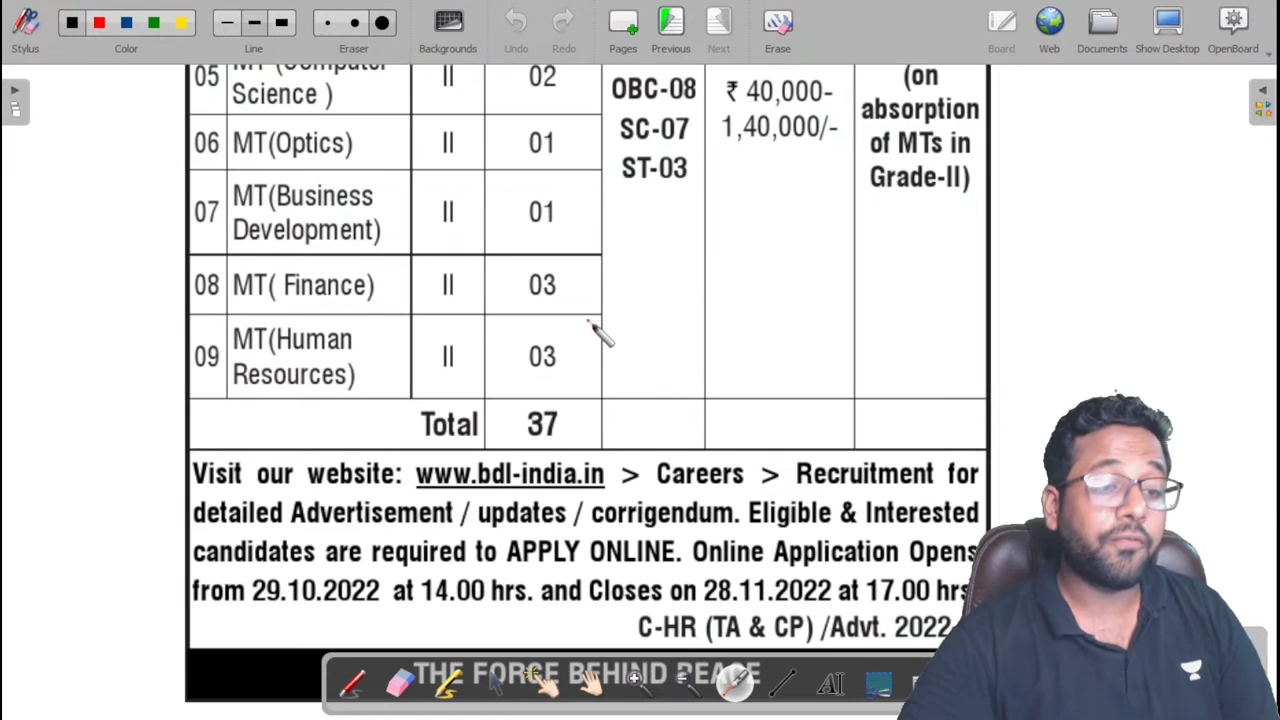 Stylus
Color
Line
Eraser
Backgrounds
Undo
Redo
Pages
Previous
Next
Erase
Board
Web
Documents
Show Desktop
OpenBoard
05 MT (Computer Science ) II 02
06 MT(Optics) II 01
07 MT(Business Development) II 01
08 MT( Finance) II 03
09 MT(Human Resources) II 03
Total 37
OBC-08
SC-07
ST-03
₹ 40,000-
1,40,000/-
(on
absorption
of MTs in
Grade-II)
Visit our website: www.bdl-india.in > Careers > Recruitment for
detailed Advertisement / updates / corrigendum. Eligible & Interested
candidates are required to APPLY ONLINE. Online Application Opens
from 29.10.2022 at 14.00 hrs. and Closes on 28.11.2022 at 17.00 hrs
C-HR (TA & CP) /Advt. 2022
THE FORCE BEHIND PEACE